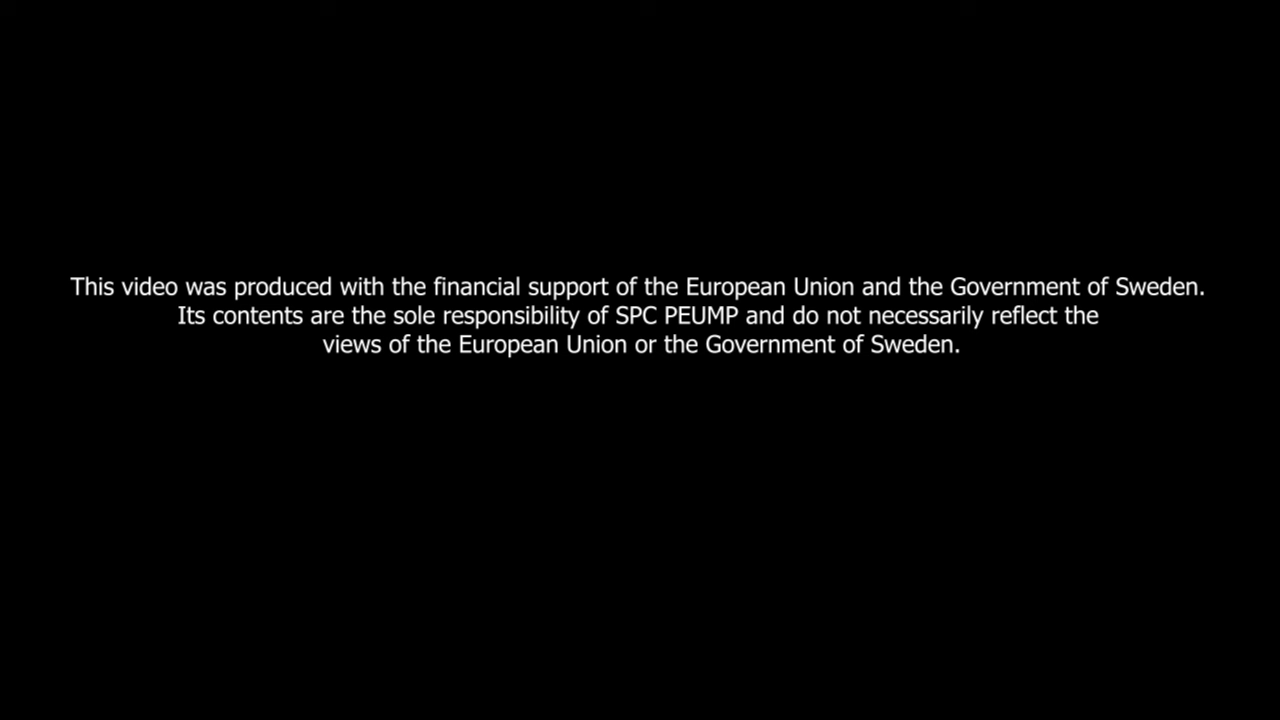 This video was produced with the financial support of the European Union and the Government of Sweden.
Its contents are the sole responsibility of SPC PEUMP and do not necessarily reflect the
views of the European Union or the Government of Sweden.